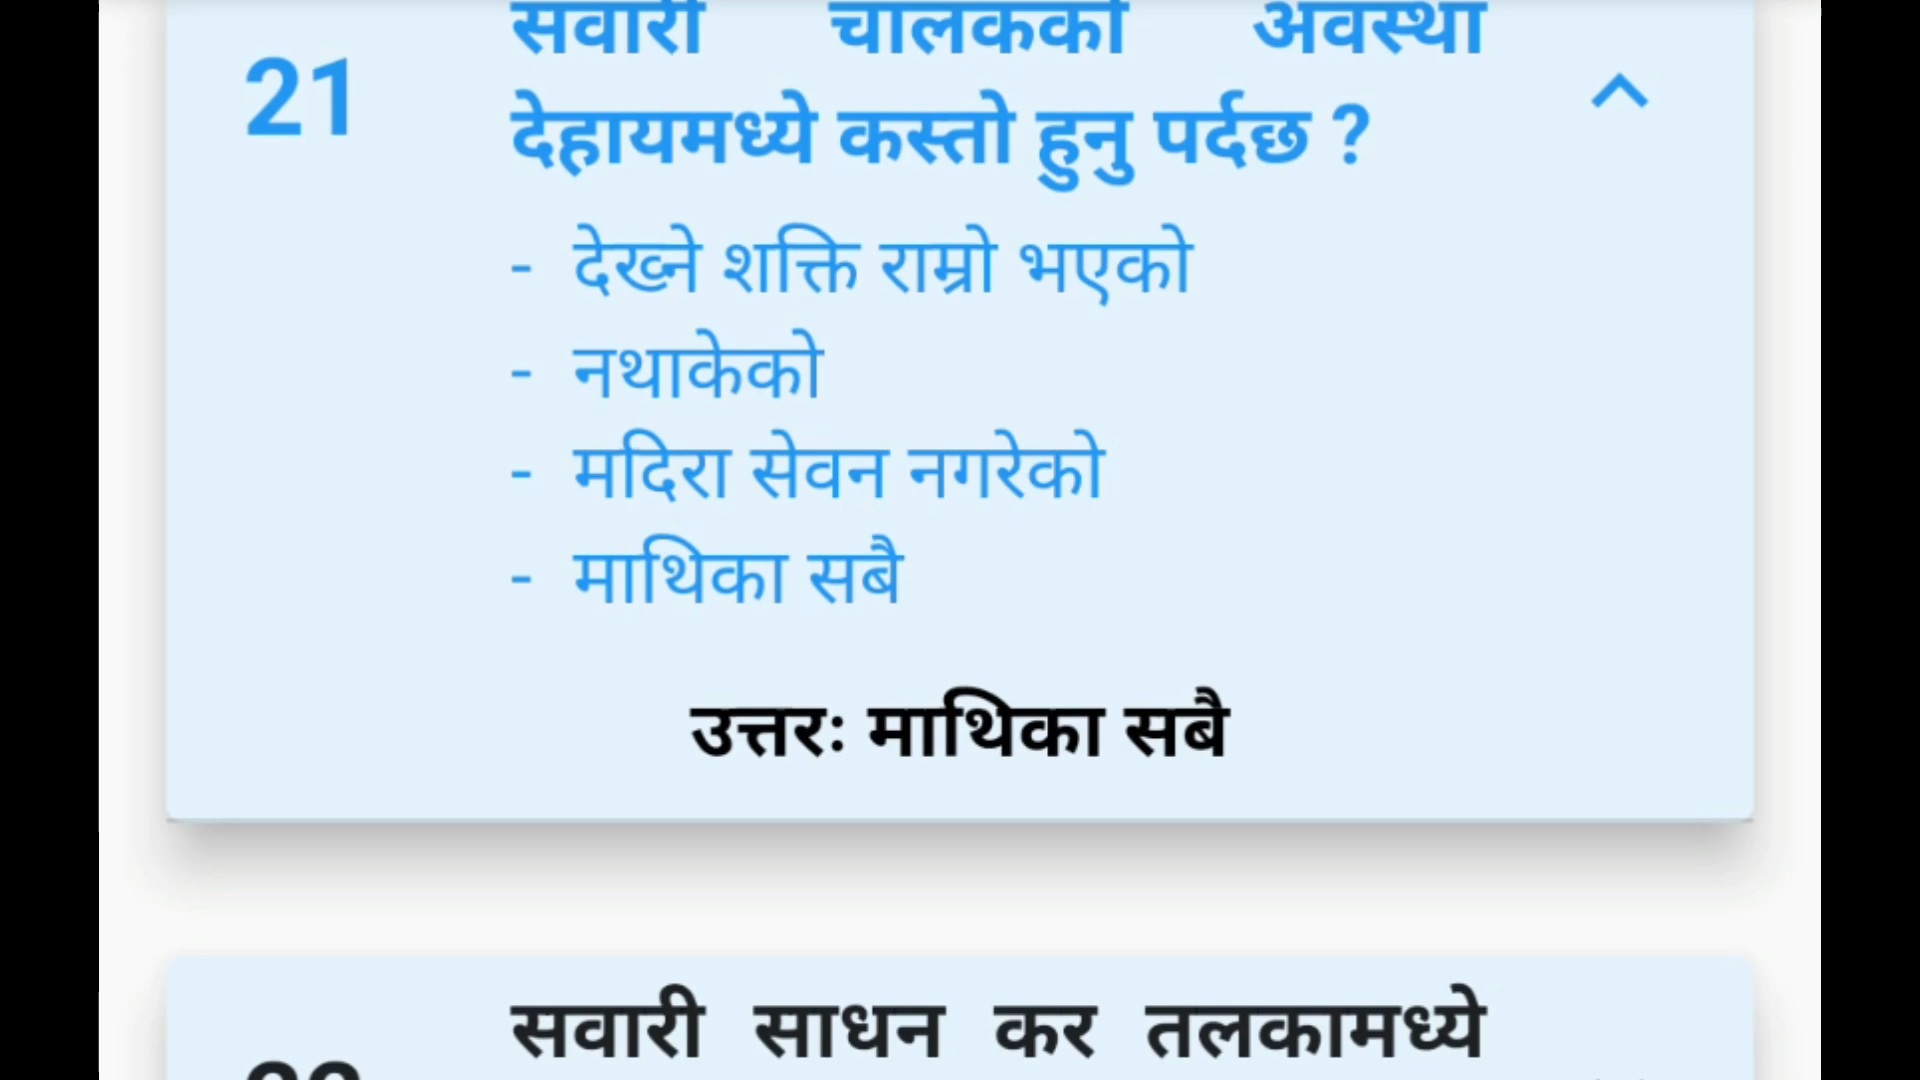 सवारी चालकको अवस्था
21
देहायमध्ये कस्तो हुनु पर्दछ ?
- देख्ने शक्ति राम्रो भएको
- नथाकेको
- मदिरा सेवन नगरेको
- माथिका सबै
उत्तरः माथिका सबै
सवारी साधन कर तलकामध्ये